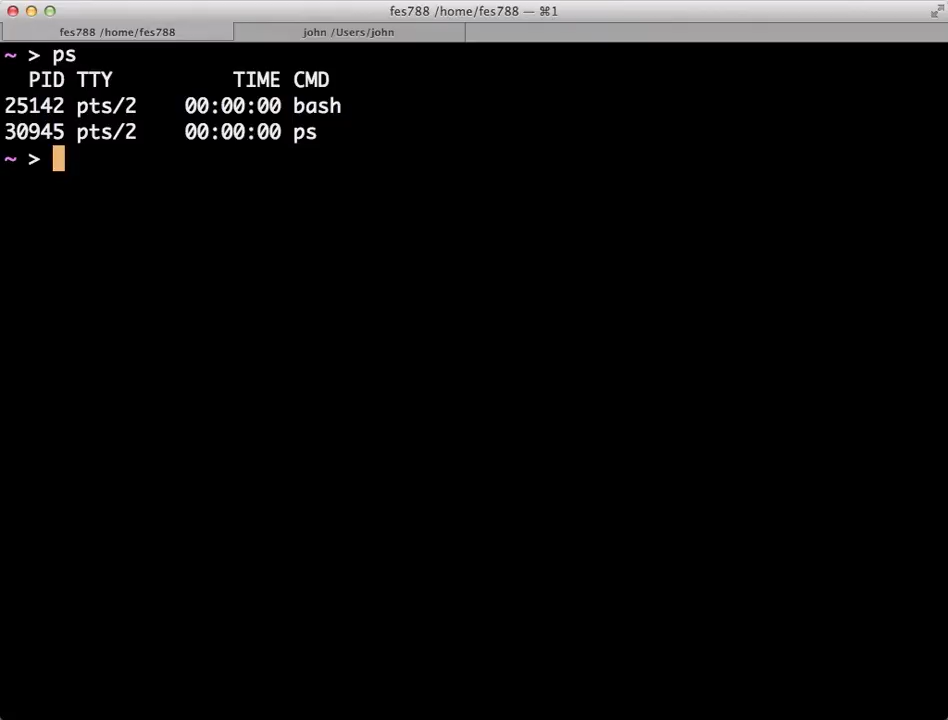 fes788 /home/fes788 — ⌘1
fes788 /home/fes788
john /Users/john
~ > ps
  PID TTY          TIME CMD
25142 pts/2    00:00:00 bash
30945 pts/2    00:00:00 ps
~ >